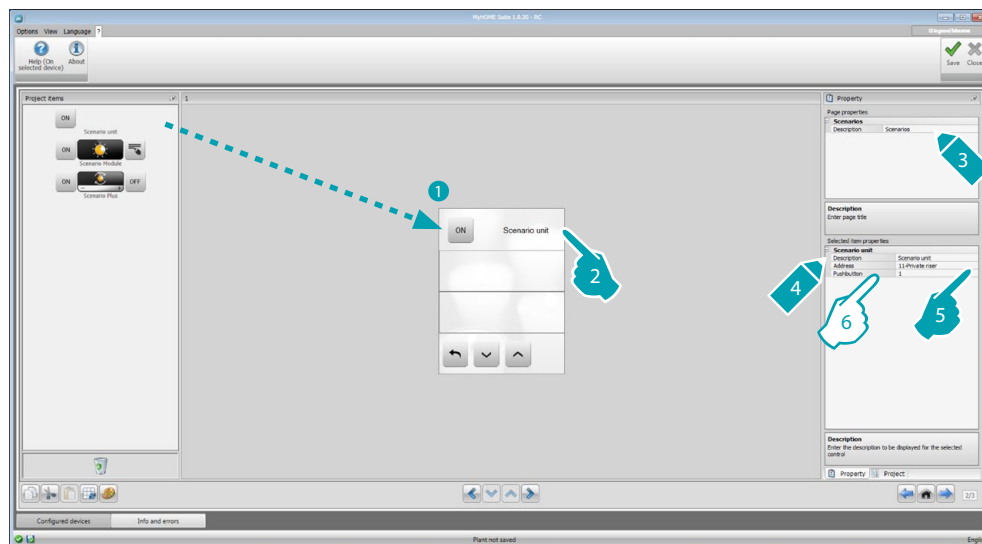 MyHOME Suite 1.0.30 - RC
Options View Language ?
Help (On selected device)
About
Save
Close
Project items
1
Property
ON
Scenario unit
ON
Scenario Module
ON
OFF
Scenario Plus
1
ON
Scenario unit
2
Page properties
Scenarios
Description Scenarios
3
Description
Enter page title
Selected item properties
Scenario unit
Description Scenario unit
Address 11-Private riser
Pushbutton 1
4
5
6
Description
Enter the description to be displayed for the selected
control
Property
Project
2/3
Configured devices
Info and errors
Plant not saved